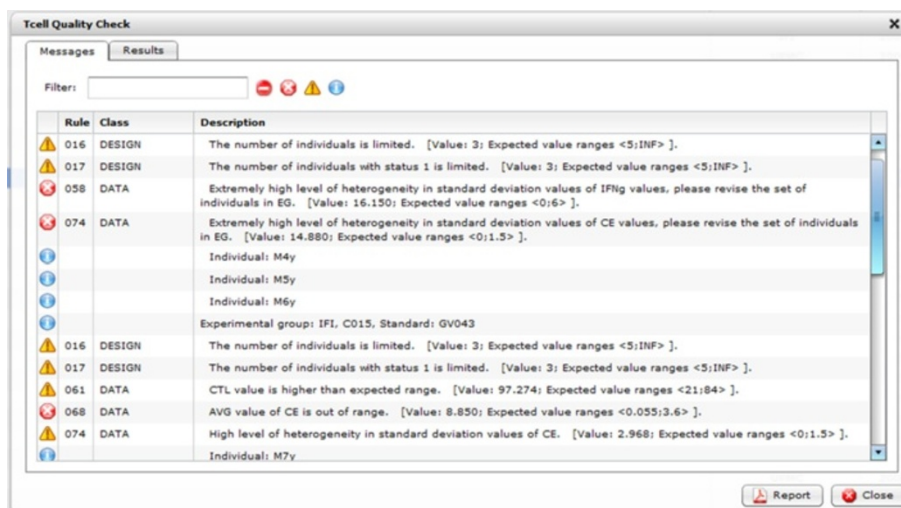 Tcell Quality Check
Messages Results
Filter:
Rule Class Description
016 DESIGN The number of individuals is limited. [Value: 3; Expected value ranges <5;INF> ].
017 DESIGN The number of individuals with status 1 is limited. [Value: 3; Expected value ranges <5;INF> ].
058 DATA Extremely high level of heterogeneity in standard deviation values of IFNg values, please revise the set of
individuals in EG. [Value: 16.150; Expected value ranges <0;6> ].
074 DATA Extremely high level of heterogeneity in standard deviation values of CE values, please revise the set of individuals
in EG. [Value: 14.880; Expected value ranges <0;1.5> ].
Individual: M4y
Individual: M5y
Individual: M6y
Experimental group: IFI, C015, Standard: GV043
016 DESIGN The number of individuals is limited. [Value: 3; Expected value ranges <5;INF> ].
017 DESIGN The number of individuals with status 1 is limited. [Value: 3; Expected value ranges <5;INF> ].
061 DATA CTL value is higher than expected range. [Value: 97.274; Expected value ranges <21;84> ].
068 DATA AVG value of CE is out of range. [Value: 8.850; Expected value ranges <0.055;3.6> ].
074 DATA High level of heterogeneity in standard deviation values of CE. [Value: 2.968; Expected value ranges <0;1.5> ].
Individual: M7y
Report Close